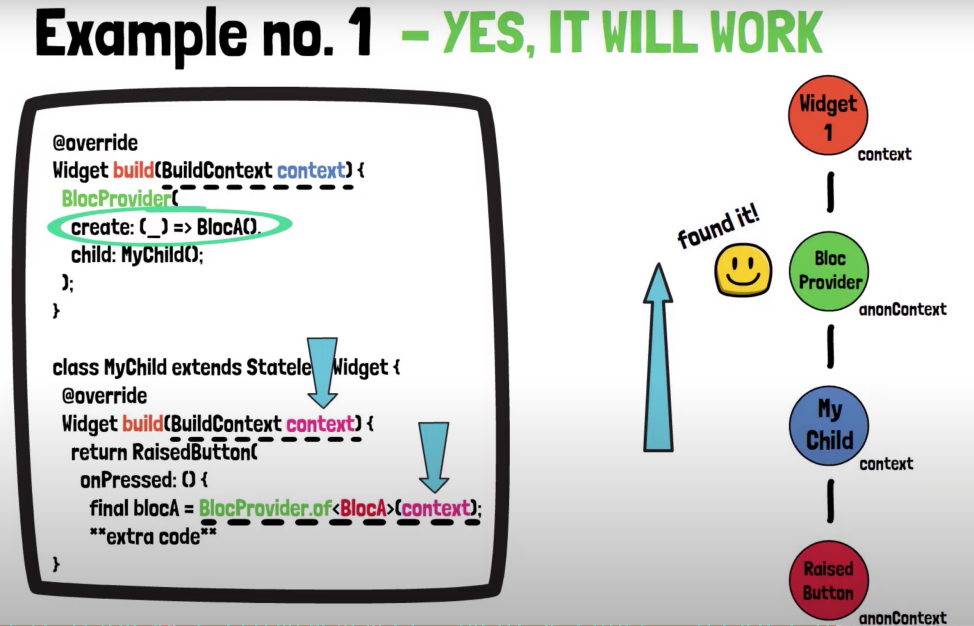 Example no. 1 – YES, IT WILL WORK
@override
Widget build(BuildContext context) {
BlocProvider(
create: (_) => BlocA(),
child: MyChild();
);
}
class MyChild extends Statele Widget {
@override
Widget build(BuildContext context) {
return RaisedButton(
onPressed: () {
final blocA = BlocProvider.of<BlocA>(context);
**extra code**
}
found it!
Widget
1
context
Bloc
Provider
anonContext
My
Child
context
Raised
Button
anonContext